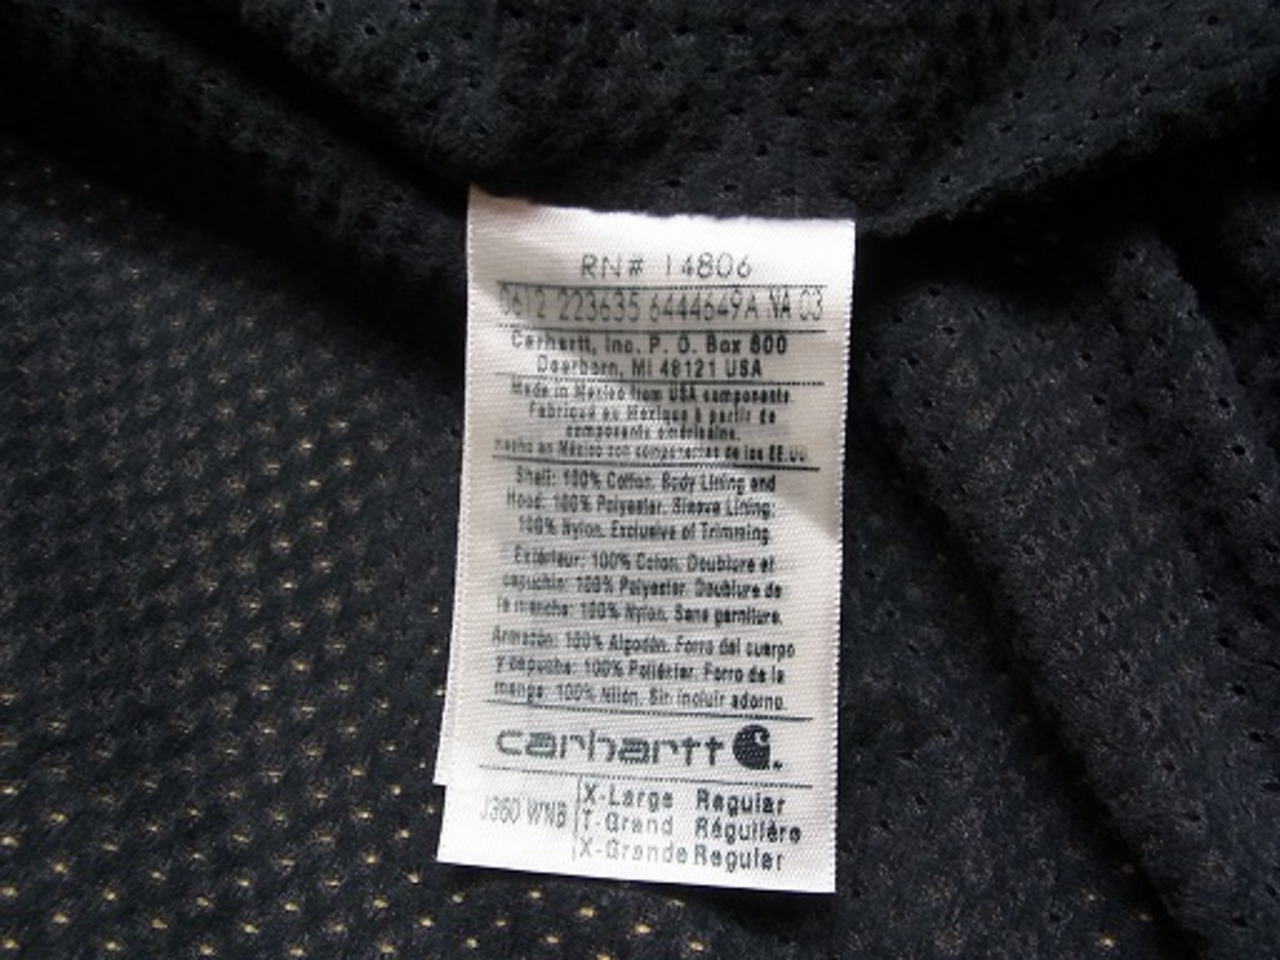 RN# 14806
0612 223635 6444649A NA 03
Carhartt, Inc. P. O. Box 600
Dearborn, MI 48121 USA
Made in Mexico from USA components
Fabriqué au Mexique à partir de
composants américains.
Hecho en México con componentes de los EE.UU.
Shell: 100% Cotton. Body Lining and
Hood: 100% Polyester. Sleeve Lining:
100% Nylon. Exclusive of Trimming.
Extérieur: 100% Coton. Doublure et
capuchin: 100% Polyester. Doublure de
la manche: 100% Nylon. Sans garniture.
Armazón: 100% Algodón. Forro del cuerpo
y capucha: 100% Poliéster. Forro de la
manga: 100% Nilón. Sin incluir adorno.
carhartt
J360 WNB
X-Large Regular
T-Grand Régulière
X-Grande Regular